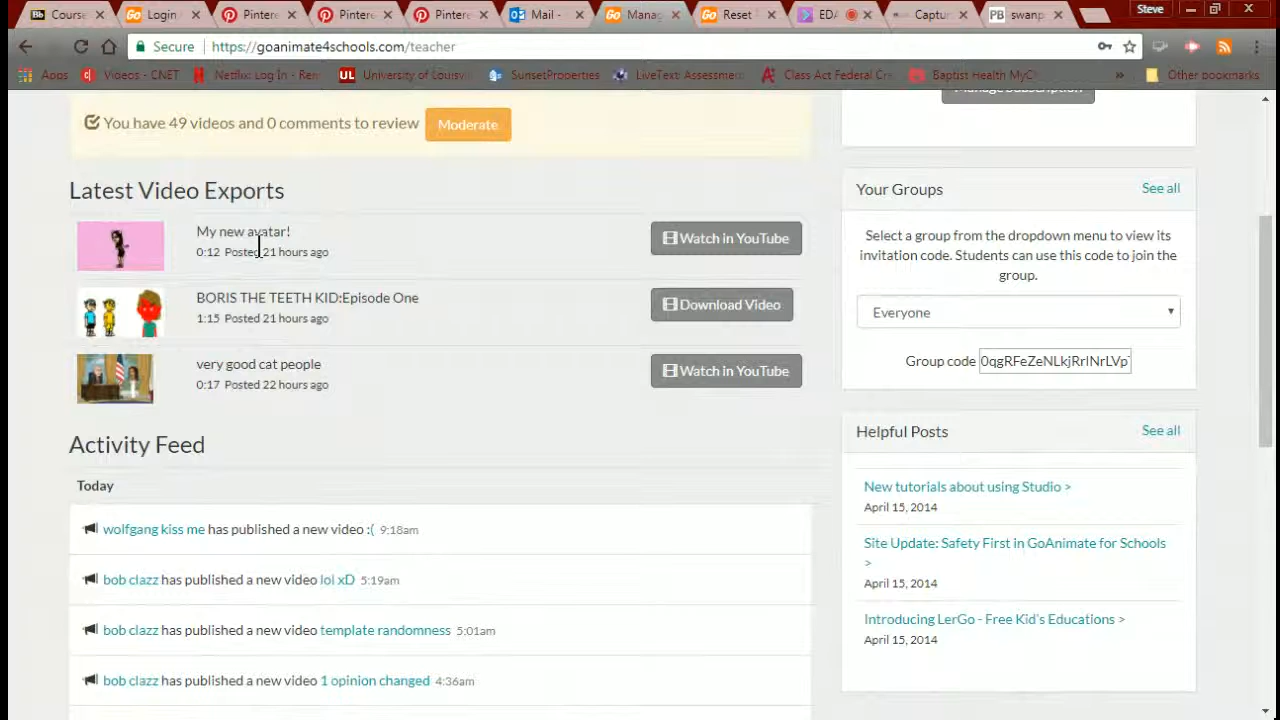 Course
Login
Pinter
Pinter
Pinter
Mail -
Manag
Reset
EDA
Captur
swanp
Steve
Secure https://goanimate4schools.com/teacher
Apps
Videos - CNET
Netflix: Log In - Rem
University of Louisv
SunsetProperties
LiveText: Assessme
Class Act Federal Cre
Baptist Health MyC
»
Other bookmarks
You have 49 videos and 0 comments to review Moderate
Manage Subscription
Latest Video Exports
My new avatar!
0:12 Posted 21 hours ago
Watch in YouTube
BORIS THE TEETH KID:Episode One
1:15 Posted 21 hours ago
Download Video
very good cat people
0:17 Posted 22 hours ago
Watch in YouTube
Activity Feed
Today
wolfgang kiss me has published a new video :( 9:18am
bob clazz has published a new video lol xD 5:19am
bob clazz has published a new video template randomness 5:01am
bob clazz has published a new video 1 opinion changed 4:36am
Your Groups See all
Select a group from the dropdown menu to view its
invitation code. Students can use this code to join the
group.
Everyone
Group code
Helpful Posts See all
New tutorials about using Studio >
April 15, 2014
Site Update: Safety First in GoAnimate for Schools
>
April 15, 2014
Introducing LerGo - Free Kid's Educations >
April 15, 2014